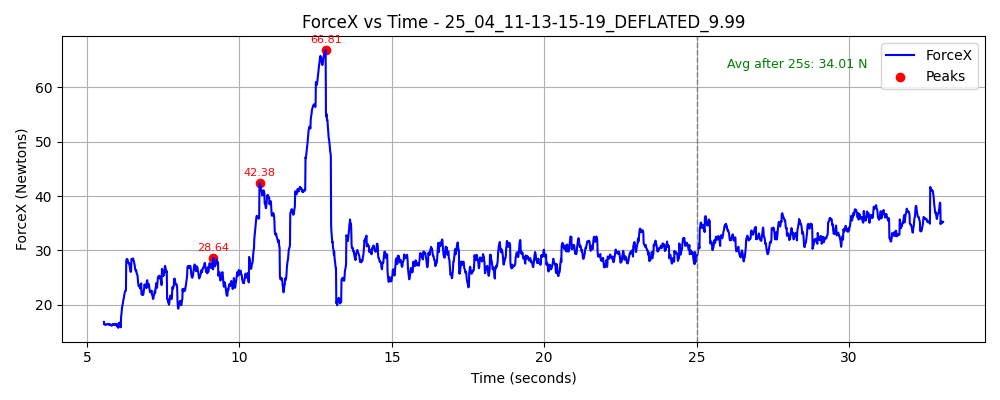 ForceX vs Time - 25_04_11-13-15-19_DEFLATED_9.99
66.81
Avg after 25s: 34.01 N
ForceX
Peaks
42.38
28.64
ForceX (Newtons)
60
50
40
30
20
5
10
15
20
25
30
Time (seconds)